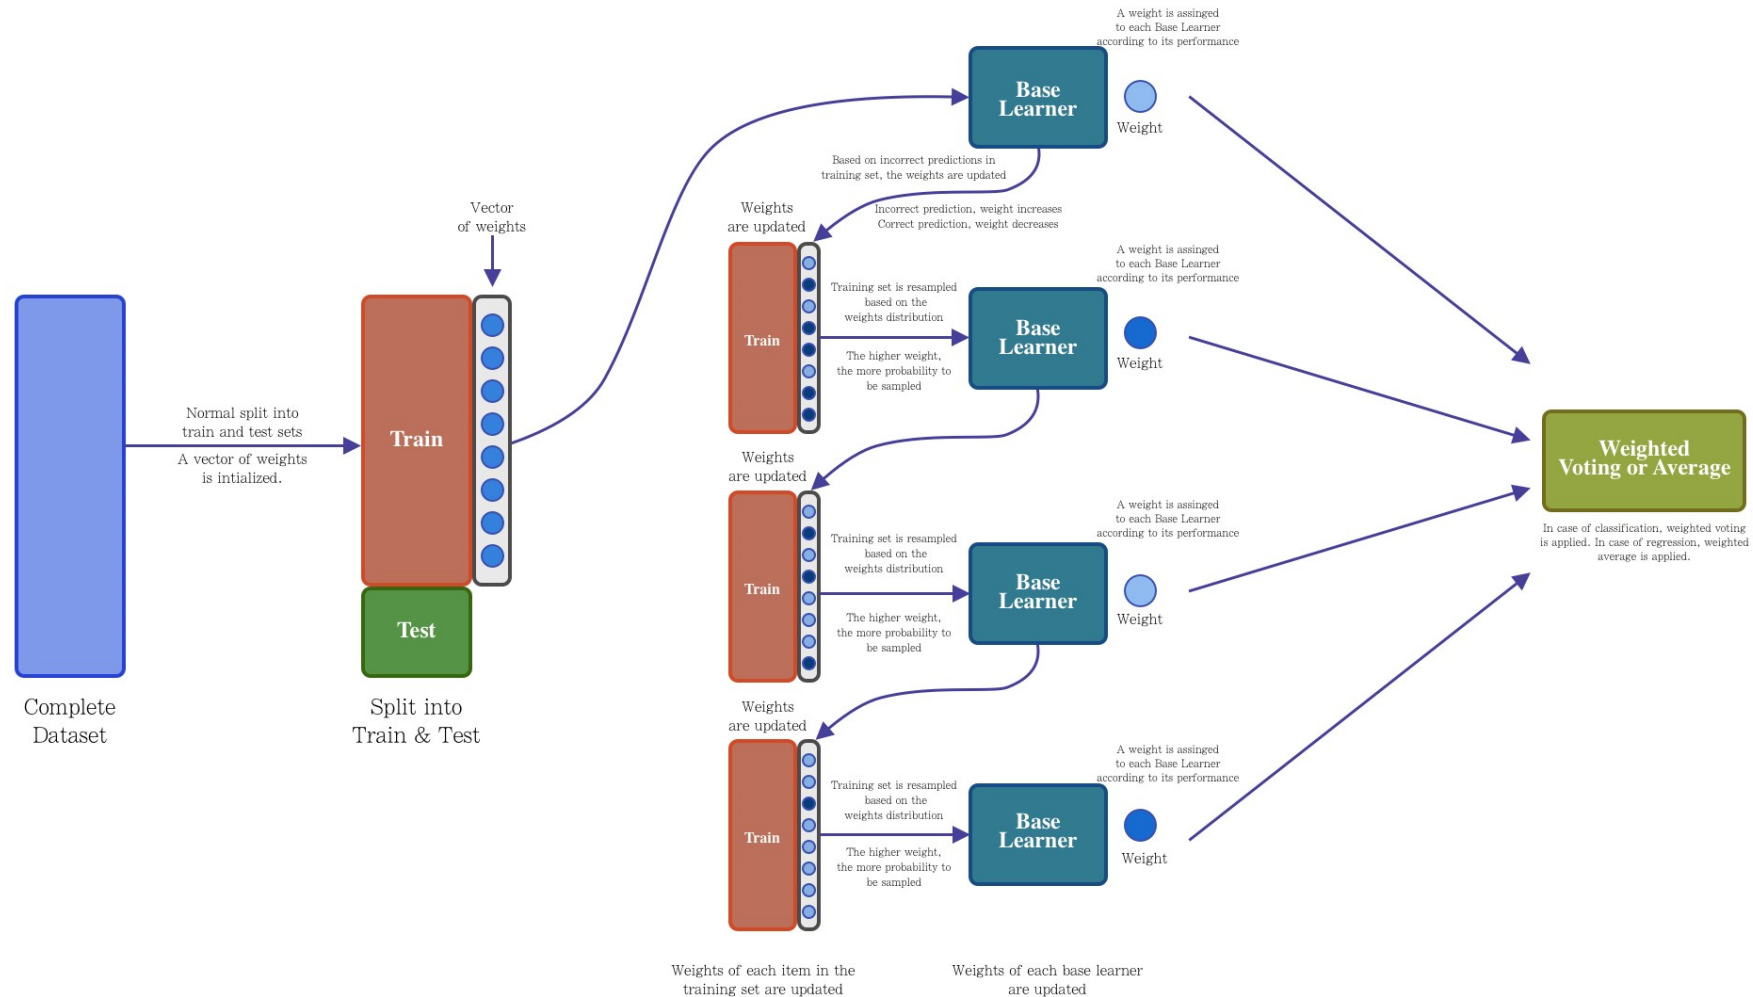 Complete
Dataset
Normal split into
train and test sets
A vector of weights
is intialized.
Vector
of weights
Train
Test
Split into
Train & Test
A weight is assinged
to each Base Learner
according to its performance
Base
Learner
Weight
Based on incorrect predictions in
training set, the weights are updated
Incorrect prediction, weight increases
Correct prediction, weight decreases
Weights
are updated
Train
Training set is resampled
based on the
weights distribution
The higher weight,
the more probability to
be sampled
A weight is assinged
to each Base Learner
according to its performance
Base
Learner
Weight
Weights
are updated
Train
Training set is resampled
based on the
weights distribution
The higher weight,
the more probability to
be sampled
A weight is assinged
to each Base Learner
according to its performance
Base
Learner
Weight
Weights
are updated
Train
Training set is resampled
based on the
weights distribution
The higher weight,
the more probability to
be sampled
A weight is assinged
to each Base Learner
according to its performance
Base
Learner
Weight
Weighted
Voting or Average
In case of classification, weighted voting
is applied. In case of regression, weighted
average is applied.
Weights of each item in the
training set are updated
Weights of each base learner
are updated